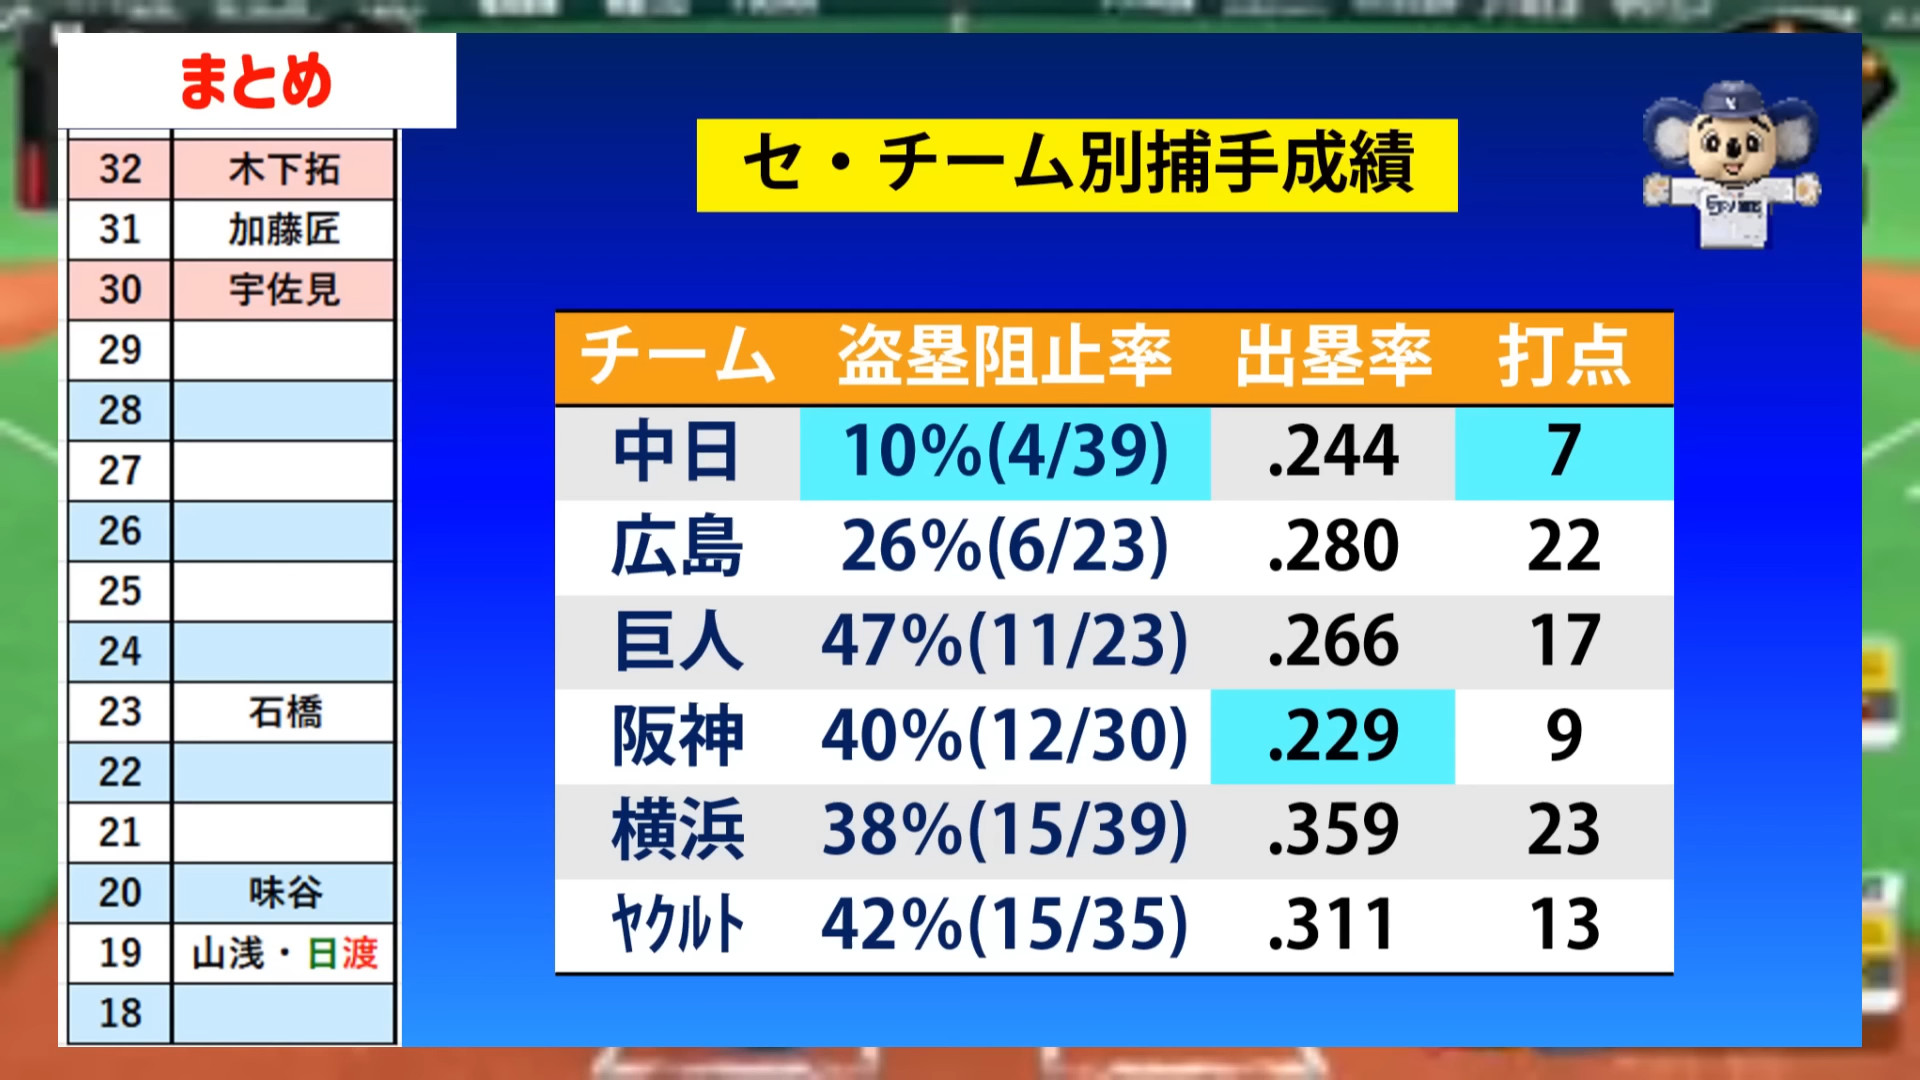 まとめ
32 木下拓
31 加藤匠
30 宇佐見
29
28
27
26
25
24
23 石橋
22
21
20 味谷
19 山浅・日渡
18
セ・チーム別捕手成績
チーム 盗塁阻止率 出塁率 打点
中日 10%(4/39) .244 7
広島 26%(6/23) .280 22
巨人 47%(11/23) .266 17
阪神 40%(12/30) .229 9
横浜 38%(15/39) .359 23
ﾔｸﾙﾄ 42%(15/35) .311 13